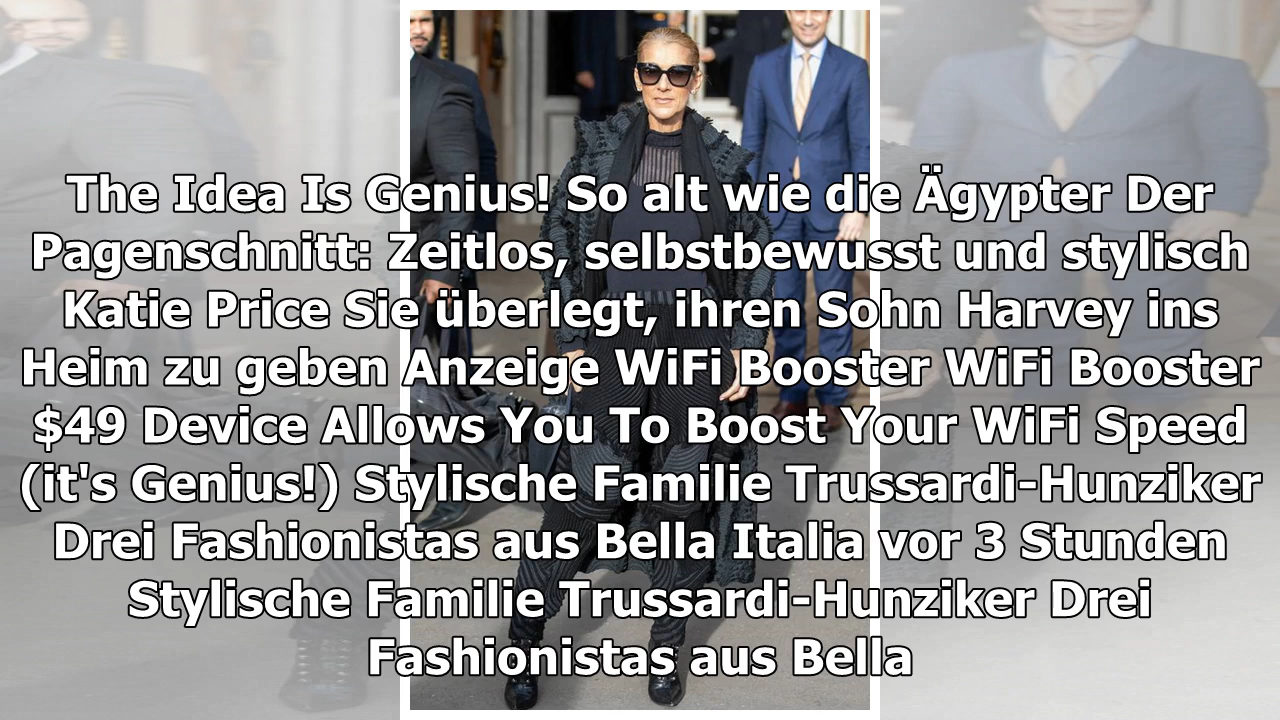 The Idea Is Genius! So alt wie die Ägypter Der
Pagenschnitt: Zeitlos, selbstbewusst und stylisch
Katie Price Sie überlegt, ihren Sohn Harvey ins
Heim zu geben Anzeige WiFi Booster WiFi Booster
$49 Device Allows You To Boost Your WiFi Speed
(it's Genius!) Stylische Familie Trussardi-Hunziker
Drei Fashionistas aus Bella Italia vor 3 Stunden
Stylische Familie Trussardi-Hunziker Drei
Fashionistas aus Bella